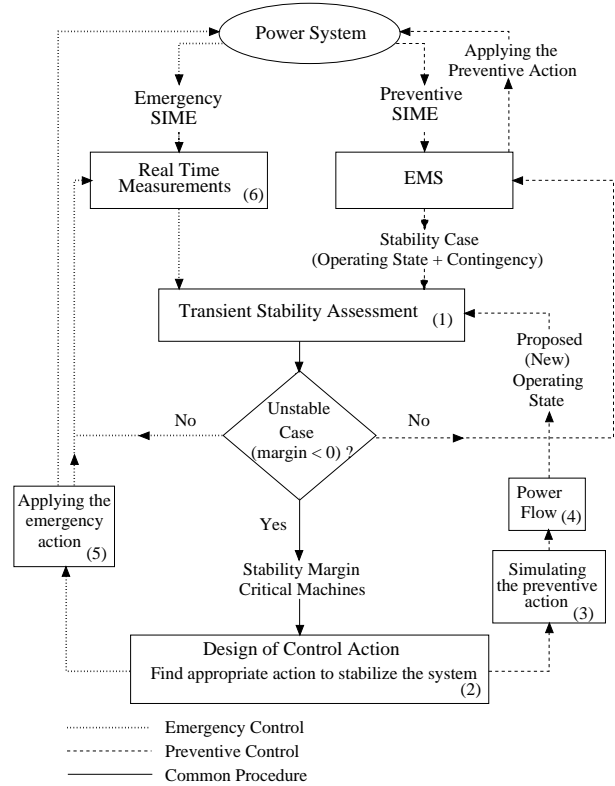 Power System
Applying the
Preventive Action
Emergency
SIME
Preventive
SIME
Real Time
Measurements
(6)
EMS
Stability Case
(Operating State + Contingency)
Transient Stability Assessment
(1)
Proposed
(New)
Operating
State
No
Unstable
Case
(margin < 0) ?
No
Applying the
emergency
action
(5)
Power
Flow
(4)
Yes
Simulating
the preventive
action
(3)
Stability Margin
Critical Machines
Design of Control Action
Find appropriate action to stabilize the system
(2)
Emergency Control
Preventive Control
Common Procedure